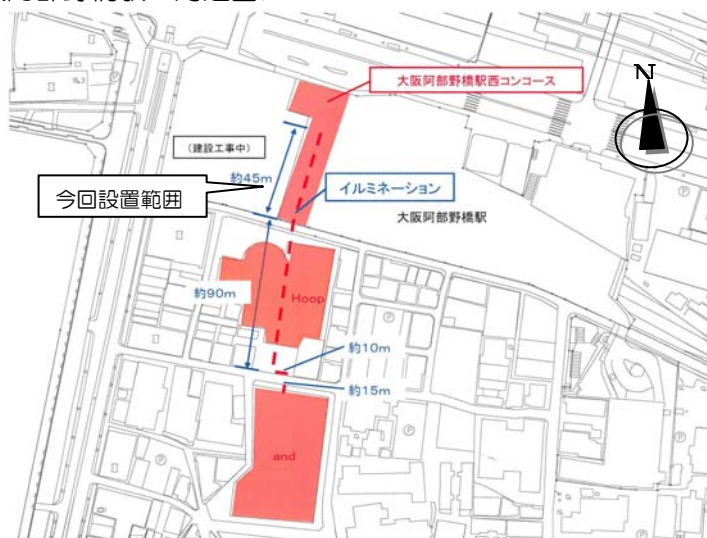 大阪阿部野橋駅西コンコース
N
(建設工事中)
約45m
今回設置範囲
イルミネーション
大阪阿部野橋駅
約90m
Hoop
約10m
約15m
and